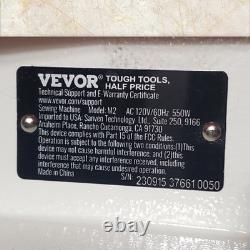 VEVOR® TOUGH TOOLS, HALF PRICE
Technical Support and E-Warranty Certificate
www.vevor.com/support
Sewing Machine Model: M2 AC 120V/60Hz 550W
Imported to USA: Sanven Technology Ltd., Suite 250, 9166
Anaheim Place, Rancho Cucamonga, CA 91730
This device complies with Part 15 of the FCC Rules.
Operation is subject to following two conditions:(1)This
device may not cause harmful interference, and (2)this
device must accept any interference received,
including interference that may cause undesired
operation.
Made in China
S/N: 230915 376610050